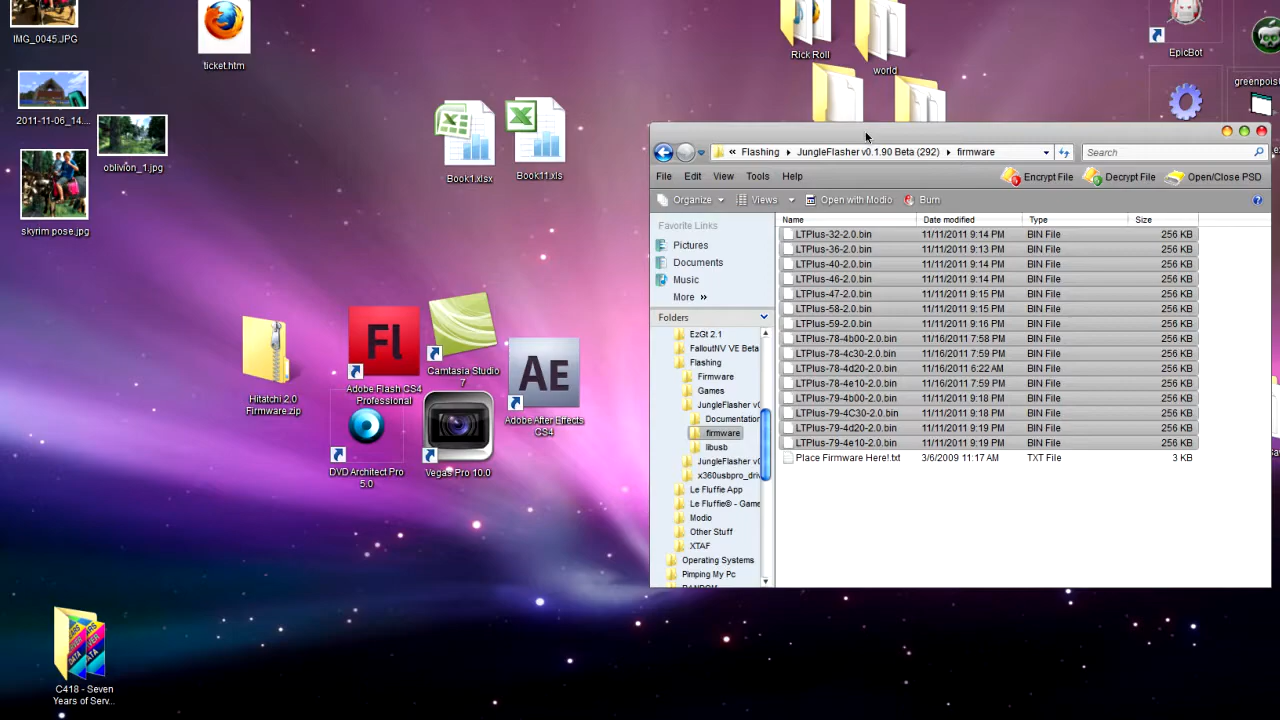 IMG_0045.JPG
ticket.htm
Rick Roll
world
EpicBot
2011-11-06_14....
oblivion_1.jpg
skyrim pose.jpg
Book1.xlsx
Book11.xls
Flashing
JungleFlasher v0.1.90 Beta (292)
firmware
Search
File Edit View Tools Help
Encrypt File
Decrypt File
Open/Close PSD
Organize
Views
Open with Modio
Burn
Favorite Links
Pictures
Documents
Music
More
Folders
EzGt 2.1
FalloutNV VE Beta
Flashing
Firmware
Games
JungleFlasher v0
Documentation
firmware
libusb
JungleFlasher v0
x360usbpro_driv
Le Fluffie App
Le Fluffie® - Game
Modio
Other Stuff
XTAF
Operating Systems
Pimping My Pc
Name Date modified Type Size
LTPlus-32-2.0.bin 11/11/2011 9:14 PM BIN File 256 KB
LTPlus-36-2.0.bin 11/11/2011 9:13 PM BIN File 256 KB
LTPlus-40-2.0.bin 11/11/2011 9:14 PM BIN File 256 KB
LTPlus-46-2.0.bin 11/11/2011 9:14 PM BIN File 256 KB
LTPlus-47-2.0.bin 11/11/2011 9:15 PM BIN File 256 KB
LTPlus-58-2.0.bin 11/11/2011 9:15 PM BIN File 256 KB
LTPlus-59-2.0.bin 11/11/2011 9:16 PM BIN File 256 KB
LTPlus-78-4b00-2.0.bin 11/16/2011 7:58 PM BIN File 256 KB
LTPlus-78-4c30-2.0.bin 11/16/2011 7:59 PM BIN File 256 KB
LTPlus-78-4d20-2.0.bin 11/16/2011 6:22 AM BIN File 256 KB
LTPlus-78-4e10-2.0.bin 11/16/2011 7:59 PM BIN File 256 KB
LTPlus-79-4b00-2.0.bin 11/11/2011 9:18 PM BIN File 256 KB
LTPlus-79-4C30-2.0.bin 11/11/2011 9:18 PM BIN File 256 KB
LTPlus-79-4d20-2.0.bin 11/11/2011 9:19 PM BIN File 256 KB
LTPlus-79-4e10-2.0.bin 11/11/2011 9:19 PM BIN File 256 KB
Place Firmware Here!.txt 3/6/2009 11:17 AM TXT File 3 KB
Hitatchi 2.0
Firmware.zip
Fl
Adobe Flash CS4
Professional
Camtasia Studio
7
Ae
Adobe After Effects
CS4
DVD Architect Pro
5.0
Vegas Pro 10.0
C418 - Seven
Years of Serv...